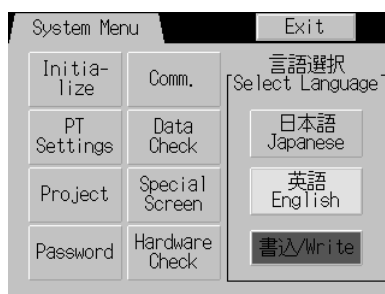 System Menu
Exit
Initia-
lize
Comm.
PT
Settings
Data
Check
Project
Special
Screen
Password
Hardware
Check
言語選択
Select Language
日本語
Japanese
英語
English
書込/Write